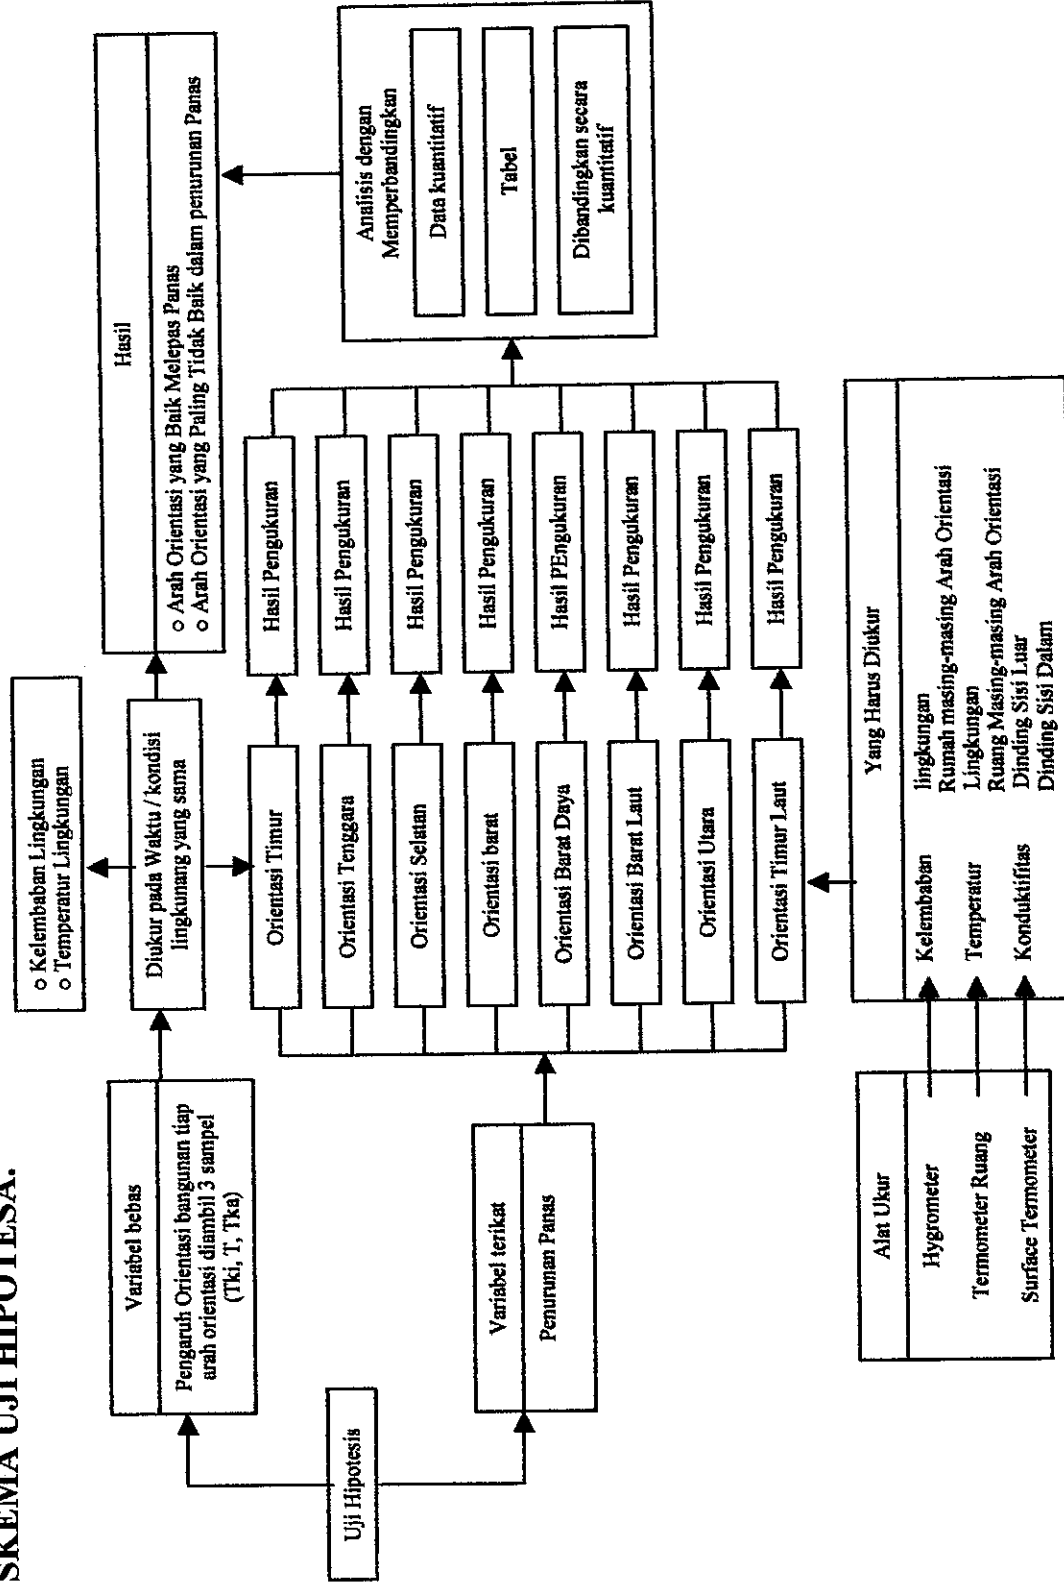 SKEMA UJI HIPOTESA.
Uji Hipotesis
Variabel bebas
Pengaruh Orientasi bangunan tiap
arah orientasi diambil 3 sampel
(Tki, T, Tka)
Variabel terikat
Penurunan Panas
Alat Ukur
Hygrometer
Termometer Ruang
Surface Termometer
○ Kelembaban Lingkungan
○ Temperatur Lingkungan
Diukur pada Waktu / kondisi
lingkunang yang sama
Orientasi Timur
Orientasi Tenggara
Orientasi Selatan
Orientasi barat
Orientasi Barat Daya
Orientasi Barat Laut
Orientasi Utara
Orientasi Timur Laut
Yang Harus Diukur
Kelembaban lingkungan
Rumah masing-masing Arah Orientasi
Temperatur Lingkungan
Ruang Masing-masing Arah Orientasi
Konduktifitas Dinding Sisi Luar
Dinding Sisi Dalam
Hasil Pengukuran
Hasil Pengukuran
Hasil Pengukuran
Hasil Pengukuran
Hasil PEngukuran
Hasil Pengukuran
Hasil Pengukuran
Hasil Pengukuran
Hasil
○ Arah Orientasi yang Baik Melepas Panas
○ Arah Orientasi yang Paling Tidak Baik dalam penurunan Panas
Analisis dengan
Memperbandingkan
Data kuantitatif
Tabel
Dibandingkan secara
kuantitatif